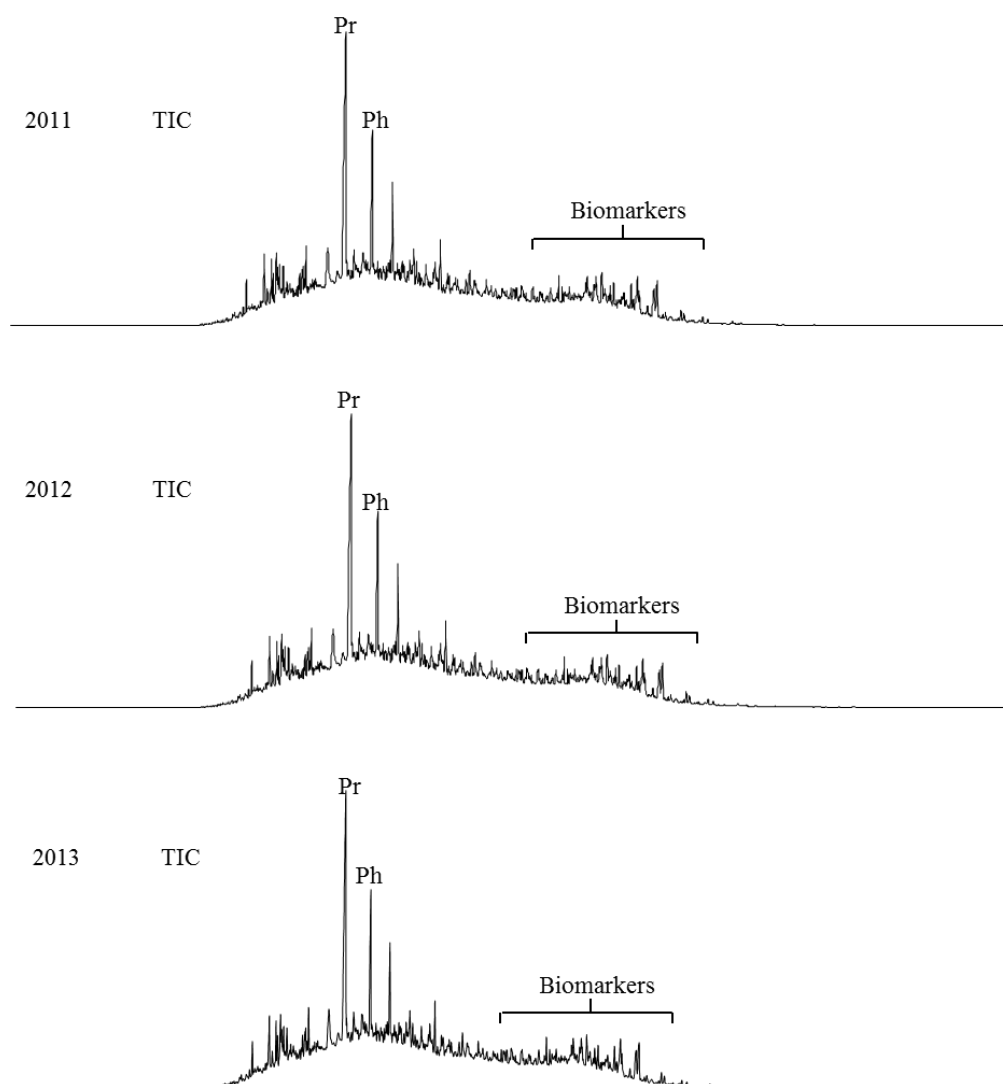 Pr
2011 TIC Ph
Biomarkers
Pr
2012 TIC Ph
Biomarkers
Pr
2013 TIC Ph
Biomarkers